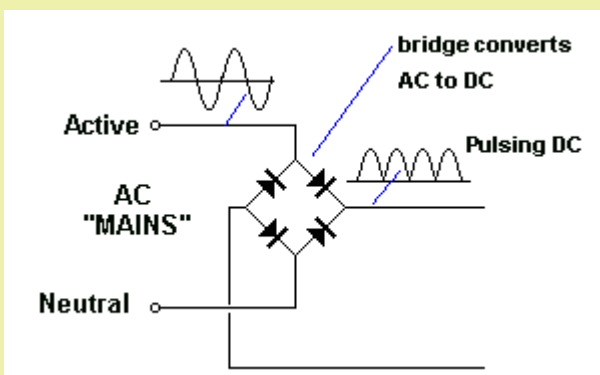 bridge converts
AC to DC
Active
Pulsing DC
AC
"MAINS"
Neutral